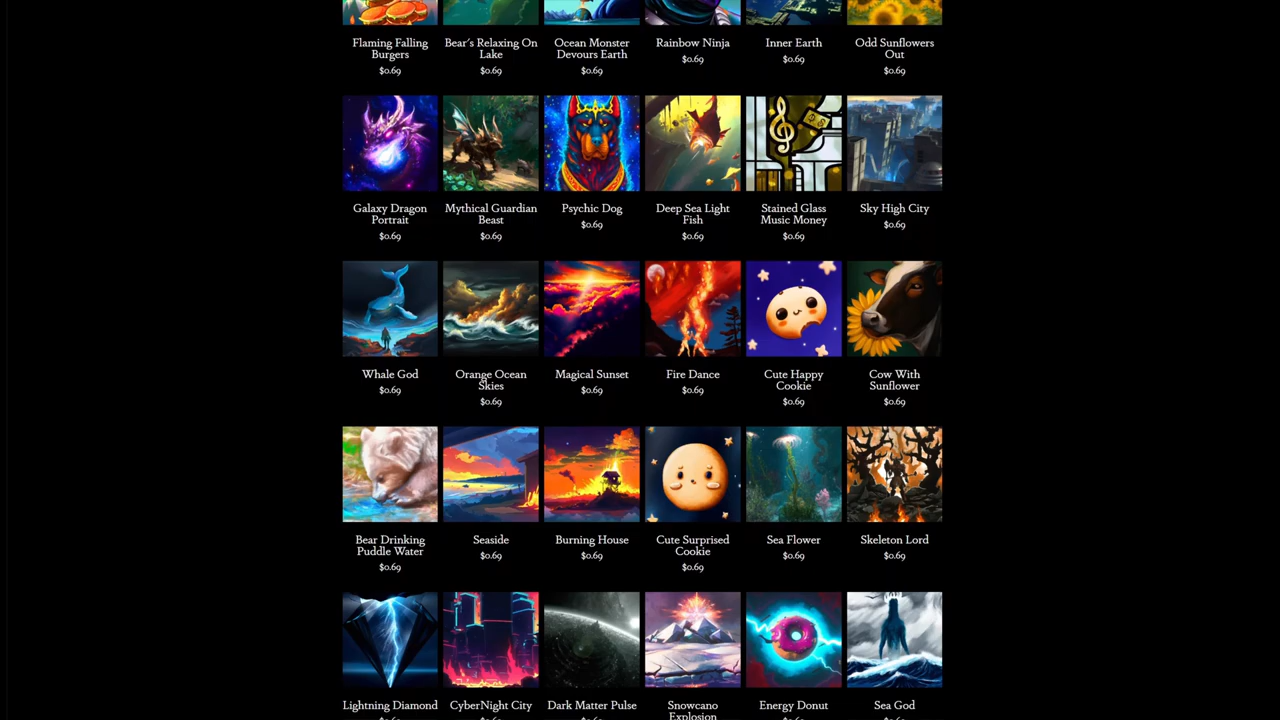 Flaming Falling
Burgers
$0.69
Bear's Relaxing On
Lake
$0.69
Ocean Monster
Devours Earth
$0.69
Rainbow Ninja
$0.69
Inner Earth
$0.69
Odd Sunflowers
Out
$0.69
Galaxy Dragon
Portrait
$0.69
Mythical Guardian
Beast
$0.69
Psychic Dog
$0.69
Deep Sea Light
Fish
$0.69
Stained Glass
Music Money
$0.69
Sky High City
$0.69
Whale God
$0.69
Orange Ocean
Skies
$0.69
Magical Sunset
$0.69
Fire Dance
$0.69
Cute Happy
Cookie
$0.69
Cow With
Sunflower
$0.69
Bear Drinking
Puddle Water
$0.69
Seaside
$0.69
Burning House
$0.69
Cute Surprised
Cookie
$0.69
Sea Flower
$0.69
Skeleton Lord
$0.69
Lightning Diamond
CyberNight City
Dark Matter Pulse
Snowcano
Explosion
Energy Donut
Sea God